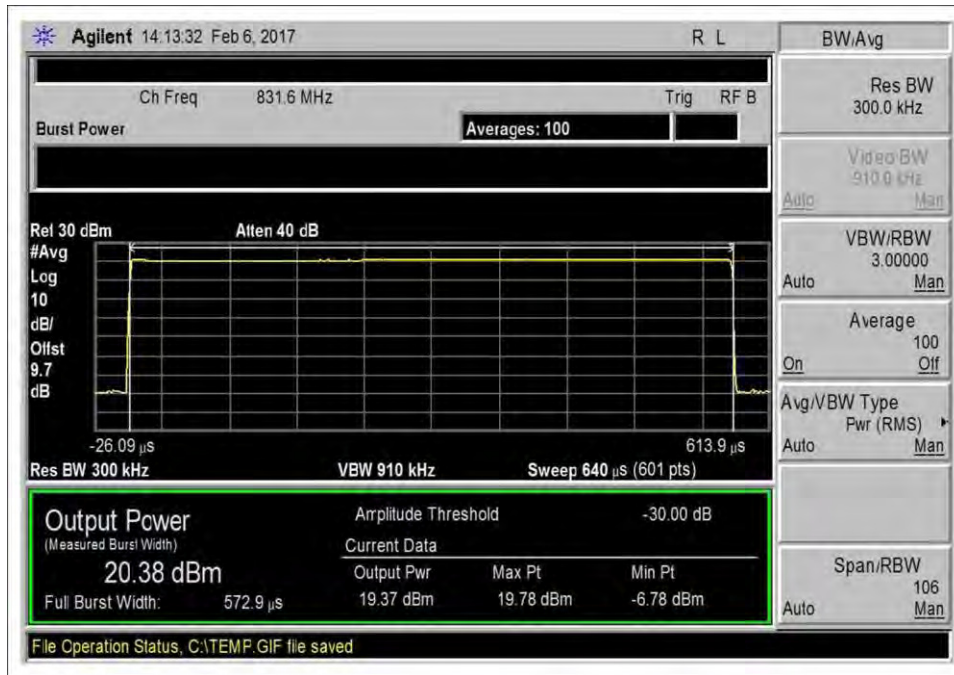 Agilent 14:13:32 Feb 6, 2017 R L
BW/Avg
Ch Freq 831.6 MHz Trig RF B
Burst Power Averages: 100
Ref 30 dBm Atten 40 dB
#Avg
Log
10
dB/
Offst
9.7
dB
-26.09 µs 613.9 µs
Res BW 300 kHz VBW 910 kHz Sweep 640 µs (601 pts)
Output Power
(Measured Burst Width)
20.38 dBm
Full Burst Width: 572.9 µs
Amplitude Threshold -30.00 dB
Current Data
Output Pwr Max Pt Min Pt
19.37 dBm 19.78 dBm -6.78 dBm
File Operation Status, C:\TEMP.GIF file saved
Res BW
300.0 kHz
Video BW
910.0 kHz
Auto Man
VBW/RBW
3.00000
Auto Man
Average
100
On Off
Avg/VBW Type
Pwr (RMS)
Auto Man
Span/RBW
106
Auto Man